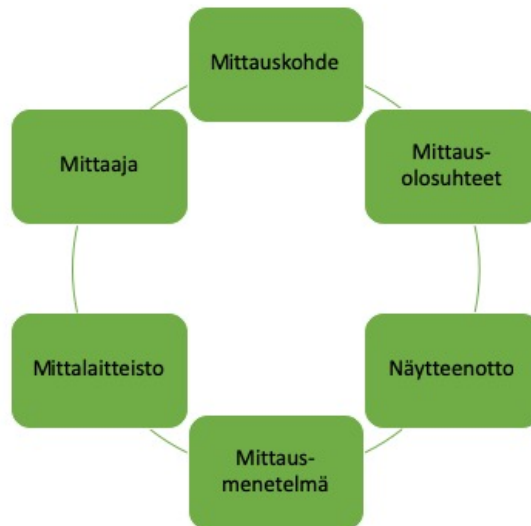 Mittauskohde
Mittaus-
olosuhteet
Näytteenotto
Mittaus-
menetelmä
Mittalaitteisto
Mittaaja